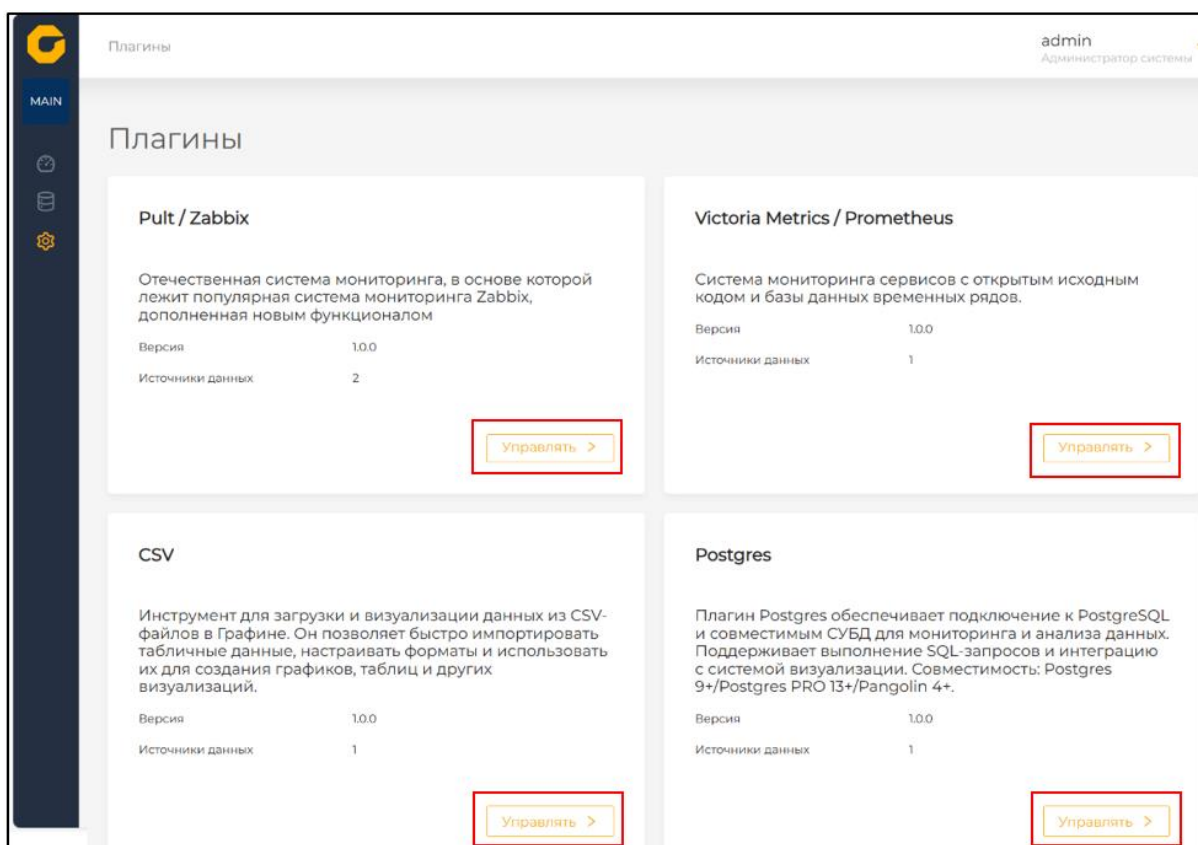 Плагины
admin
Администратор системы
MAIN
Плагины
Pult / Zabbix
Отечественная система мониторинга, в основе которой
лежит популярная система мониторинга Zabbix,
дополненная новым функционалом
Версия 1.0.0
Источники данных 2
Управлять >
Victoria Metrics / Prometheus
Система мониторинга сервисов с открытым исходным
кодом и базы данных временных рядов.
Версия 1.0.0
Источники данных 1
Управлять >
CSV
Инструмент для загрузки и визуализации данных из CSV-
файлов в Графине. Он позволяет быстро импортировать
табличные данные, настраивать форматы и использовать
их для создания графиков, таблиц и других
визуализаций.
Версия 1.0.0
Источники данных 1
Управлять >
Postgres
Плагин Postgres обеспечивает подключение к PostgreSQL
и совместимым СУБД для мониторинга и анализа данных.
Поддерживает выполнение SQL-запросов и интеграцию
с системой визуализации. Совместимость: Postgres
9+/Postgres PRO 13+/Pangolin 4+.
Версия 1.0.0
Источники данных 1
Управлять >